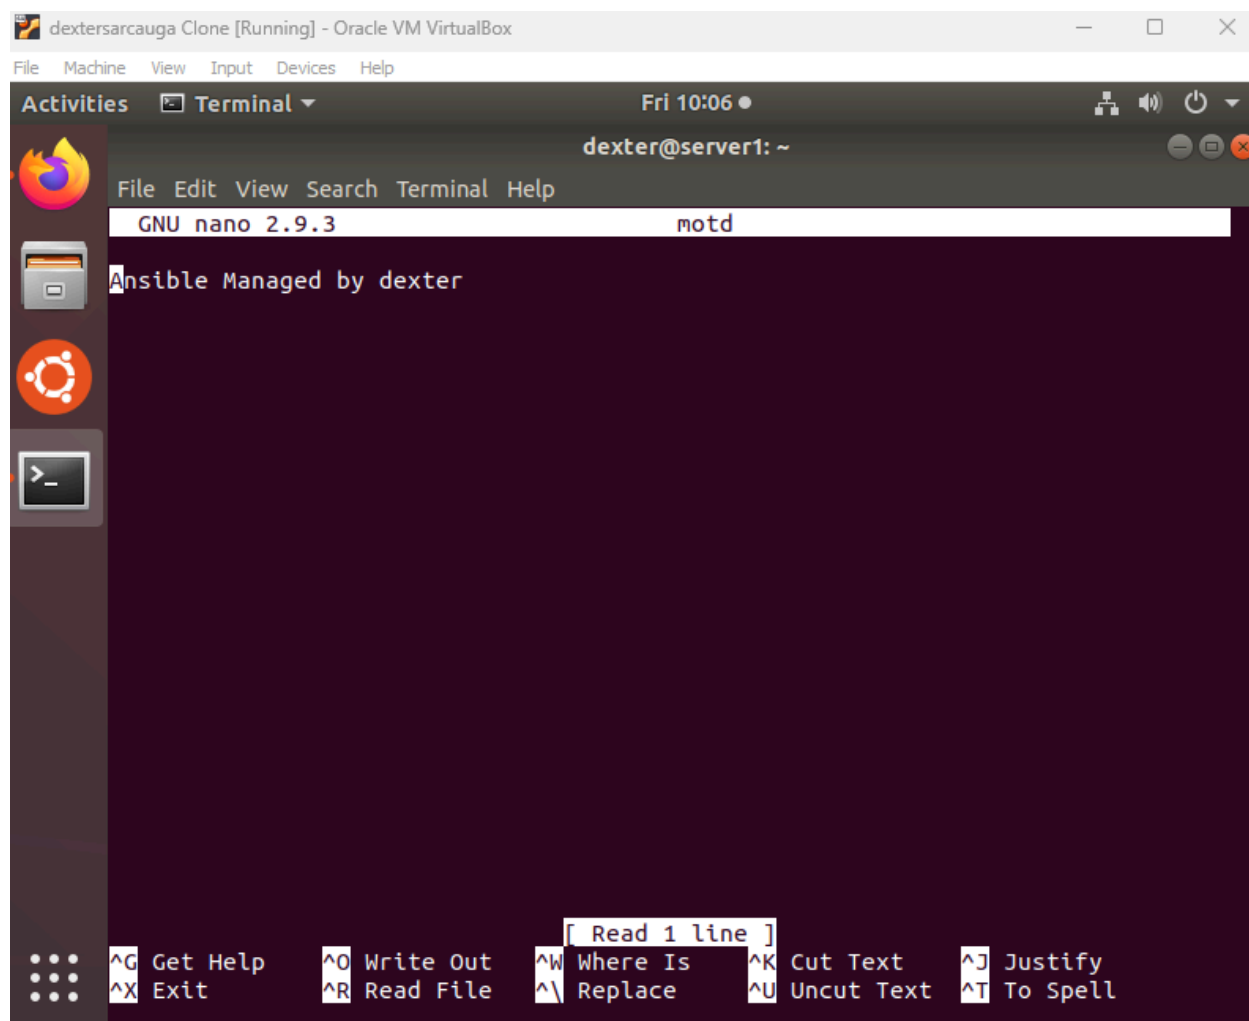 dextersarcauga Clone [Running] - Oracle VM VirtualBox
File Machine View Input Devices Help
Activities Terminal Fri 10:06
dexter@server1: ~
File Edit View Search Terminal Help
GNU nano 2.9.3 motd
Ansible Managed by dexter
[ Read 1 line ]
^G Get Help ^O Write Out ^W Where Is ^K Cut Text ^J Justify
^X Exit ^R Read File ^\ Replace ^U Uncut Text ^T To Spell